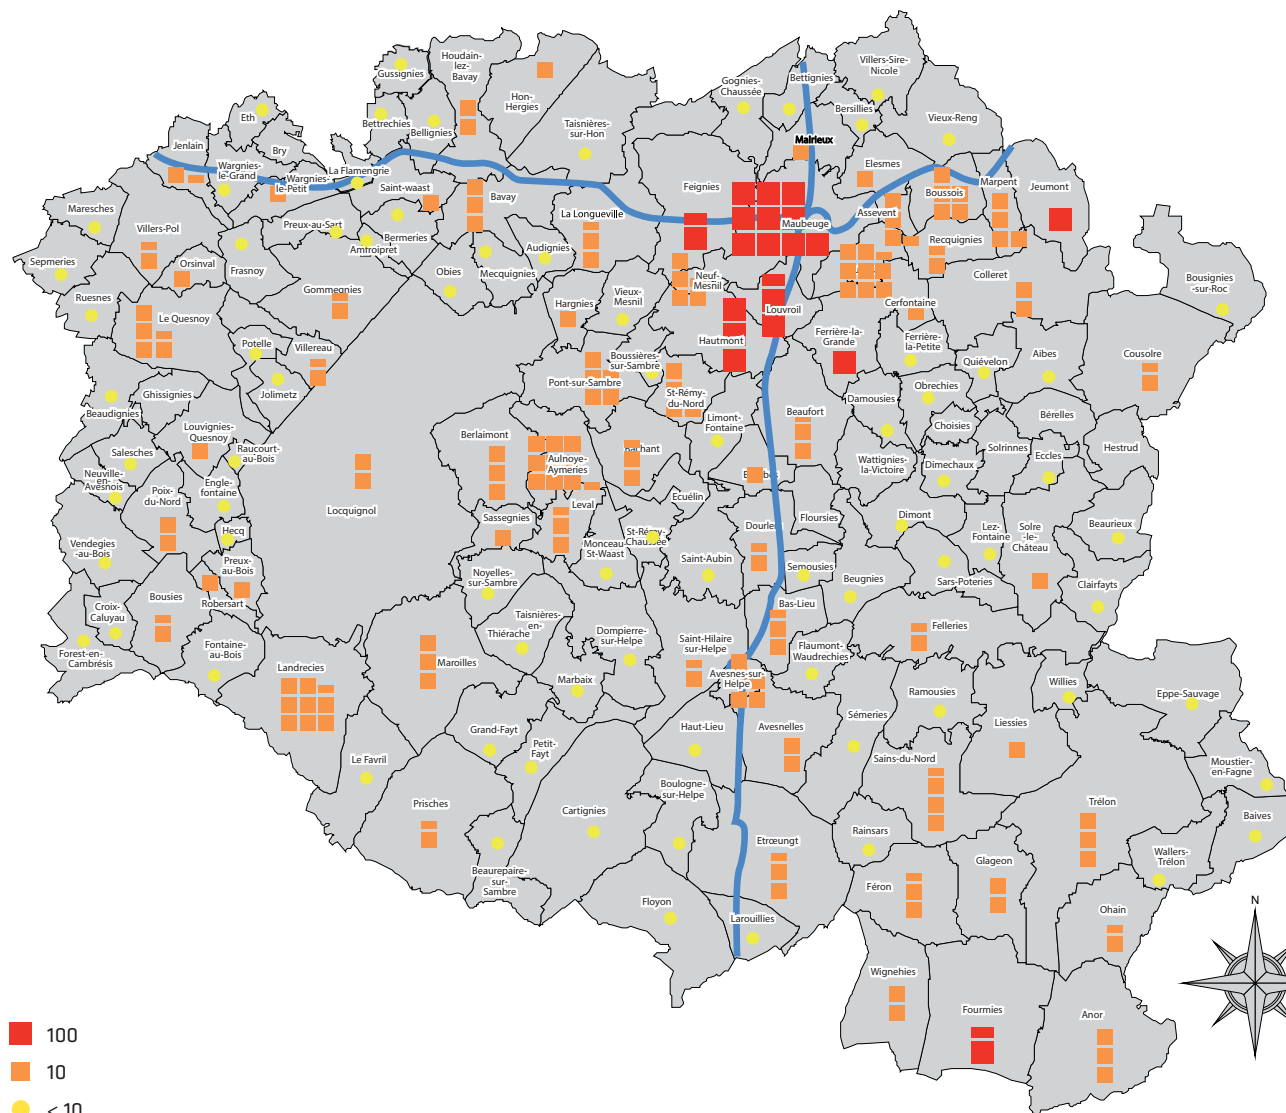 Gussignies
Houdain-
lez-
Bavay
Hon-
Hergies
Taisnières-
sur-Hon
Gognies-
Chaussée
Bettignies
Villers-Sire-
Nicole
Bersillies
Vieux-Reng
Eth
Bettrechies
Bellignies
Jenlain
Bry
Wargnies-
le-Grand
Wargnies-
le-Petit
La Flamengrie
Saint-waast
Bavay
Mairieux
Elesmes
Boussois
Marpent
Jeumont
Feignies
Maubeuge
Assevent
Recquignies
La Longueville
Maresches
Villers-Pol
Preux-au-Sart
Amfroipret
Bermeries
Audignies
Mecquignies
Obies
Sepmeries
Orsinval
Frasnoy
Gommegnies
Ruesnes
Le Quesnoy
Potelle
Villereau
Jolimetz
Hargnies
Vieux-
Mesnil
Neuf-
Mesnil
Louvroil
Hautmont
Ferrière-la-
Grande
Cerfontaine
Ferrière-
la-Petite
Colleret
Bousignies
-sur-Roc
Quiévelon
Aibes
Cousolre
Boussières-
sur-Sambre
Pont-sur-Sambre
St-Rémy-
du-Nord
Limont-
Fontaine
Beaufort
Damousies
Obrechies
Choisies
Bérelles
Hestrud
Beaudignies
Ghissignies
Louvignies-
Quesnoy
Raucourt-
au-Bois
Salesches
Neuville-
en-
Avesnois
Poix-
du-Nord
Engle-
fontaine
Hecq
Preux-
au-Bois
Robersart
Locquignol
Berlaimont
Aulnoye-
Aymeries
Bachant
Ecuélin
Wattignies-
la-Victoire
Dimechaux
Solrinnes
Eccles
Leval
Sassegnies
Monceau-
St-Waast
St-Rémy-
Chaussée
Saint-Aubin
Dourlers
Floursies
Semousies
Dimont
Lez-
Fontaine
Solre
-le-
Château
Beaurieux
Clairfayts
Sars-Poteries
Beugnies
Bas-Lieu
Vendegies
-au-Bois
Croix-
Caluyau
Bousies
Forest-en-
Cambrésis
Fontaine-
au-Bois
Landrecies
Noyelles-
sur-Sambre
Taisnières-
en-
Thiérache
Dompierre-
sur-Helpe
Saint-Hilaire
sur-Helpe
Avesnes-sur-
Helpe
Flaumont-
Waudrechies
Felleries
Ramousies
Willies
Eppe-Sauvage
Liessies
Sémeries
Maroilles
Marbaix
Grand-Fayt
Petit-
Fayt
Haut-Lieu
Avesnelles
Sains-du-Nord
Moustier-
en-Fagne
Baives
Trélon
Wallers-
Trélon
Le Favril
Prisches
Cartignies
Boulogne-
sur-Helpe
Etrœungt
Rainsars
Féron
Glageon
Ohain
Beaurepaire-
sur-
Sambre
Floyon
Larouillies
Wignehies
Fourmies
Anor
N
100
10
< 10